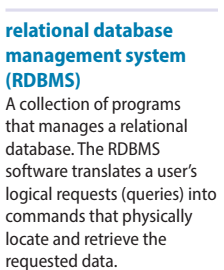 relational database
management system
(RDBMS)
A collection of programs
that manages a relational
database. The RDBMS
software translates a user’s
logical requests (queries) into
commands that physically
locate and retrieve the
requested data.